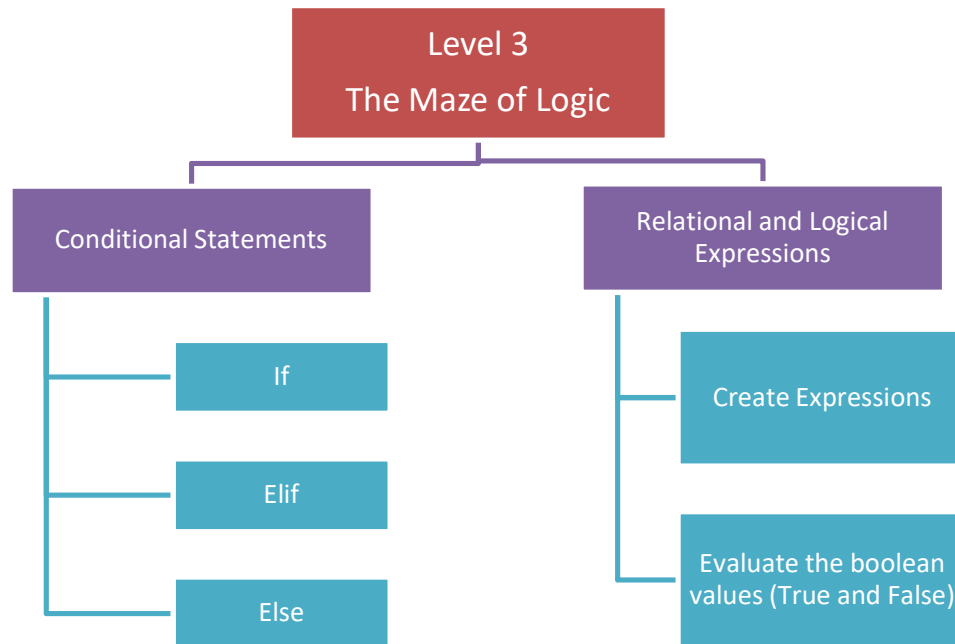 Level 3
The Maze of Logic
Conditional Statements
If
Elif
Else
Relational and Logical
Expressions
Create Expressions
Evaluate the boolean
values (True and False)